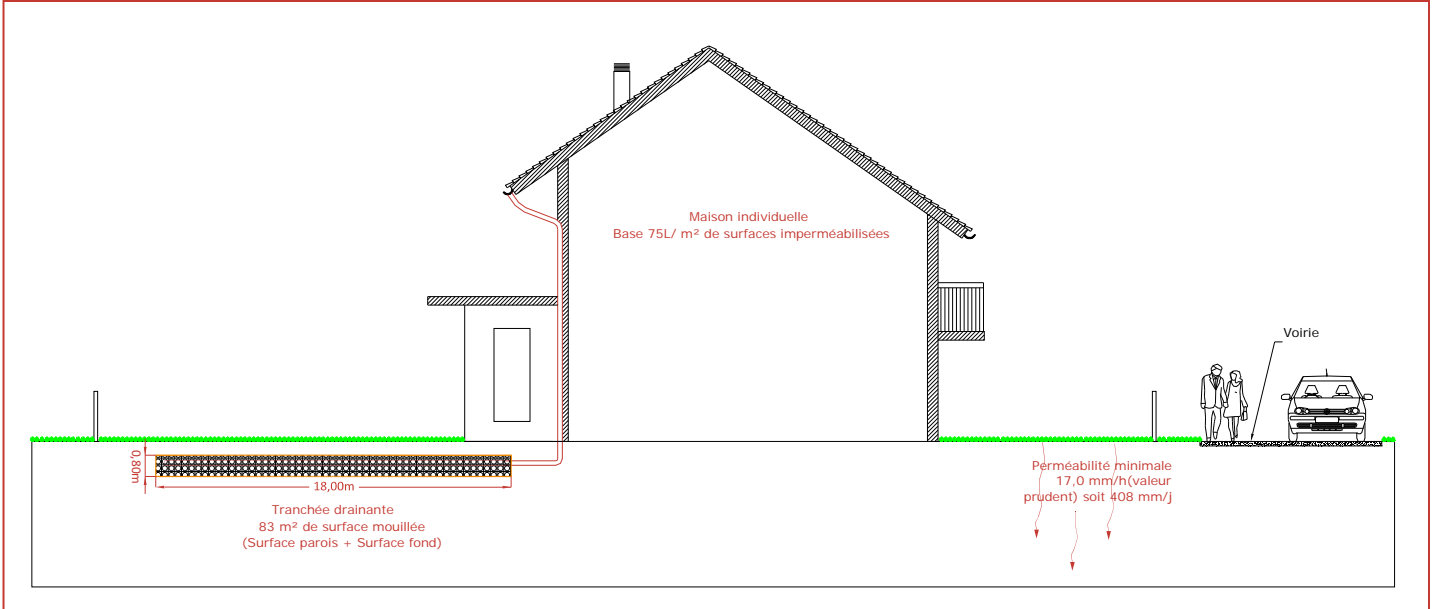 Maison individuelle
Base 75L/ m² de surfaces imperméabilisées
Voirie
0,80m
18,00m
Perméabilité minimale
17,0 mm/h(valeur
prudent) soit 408 mm/j
Tranchée drainante
83 m² de surface mouillée
(Surface parois + Surface fond)